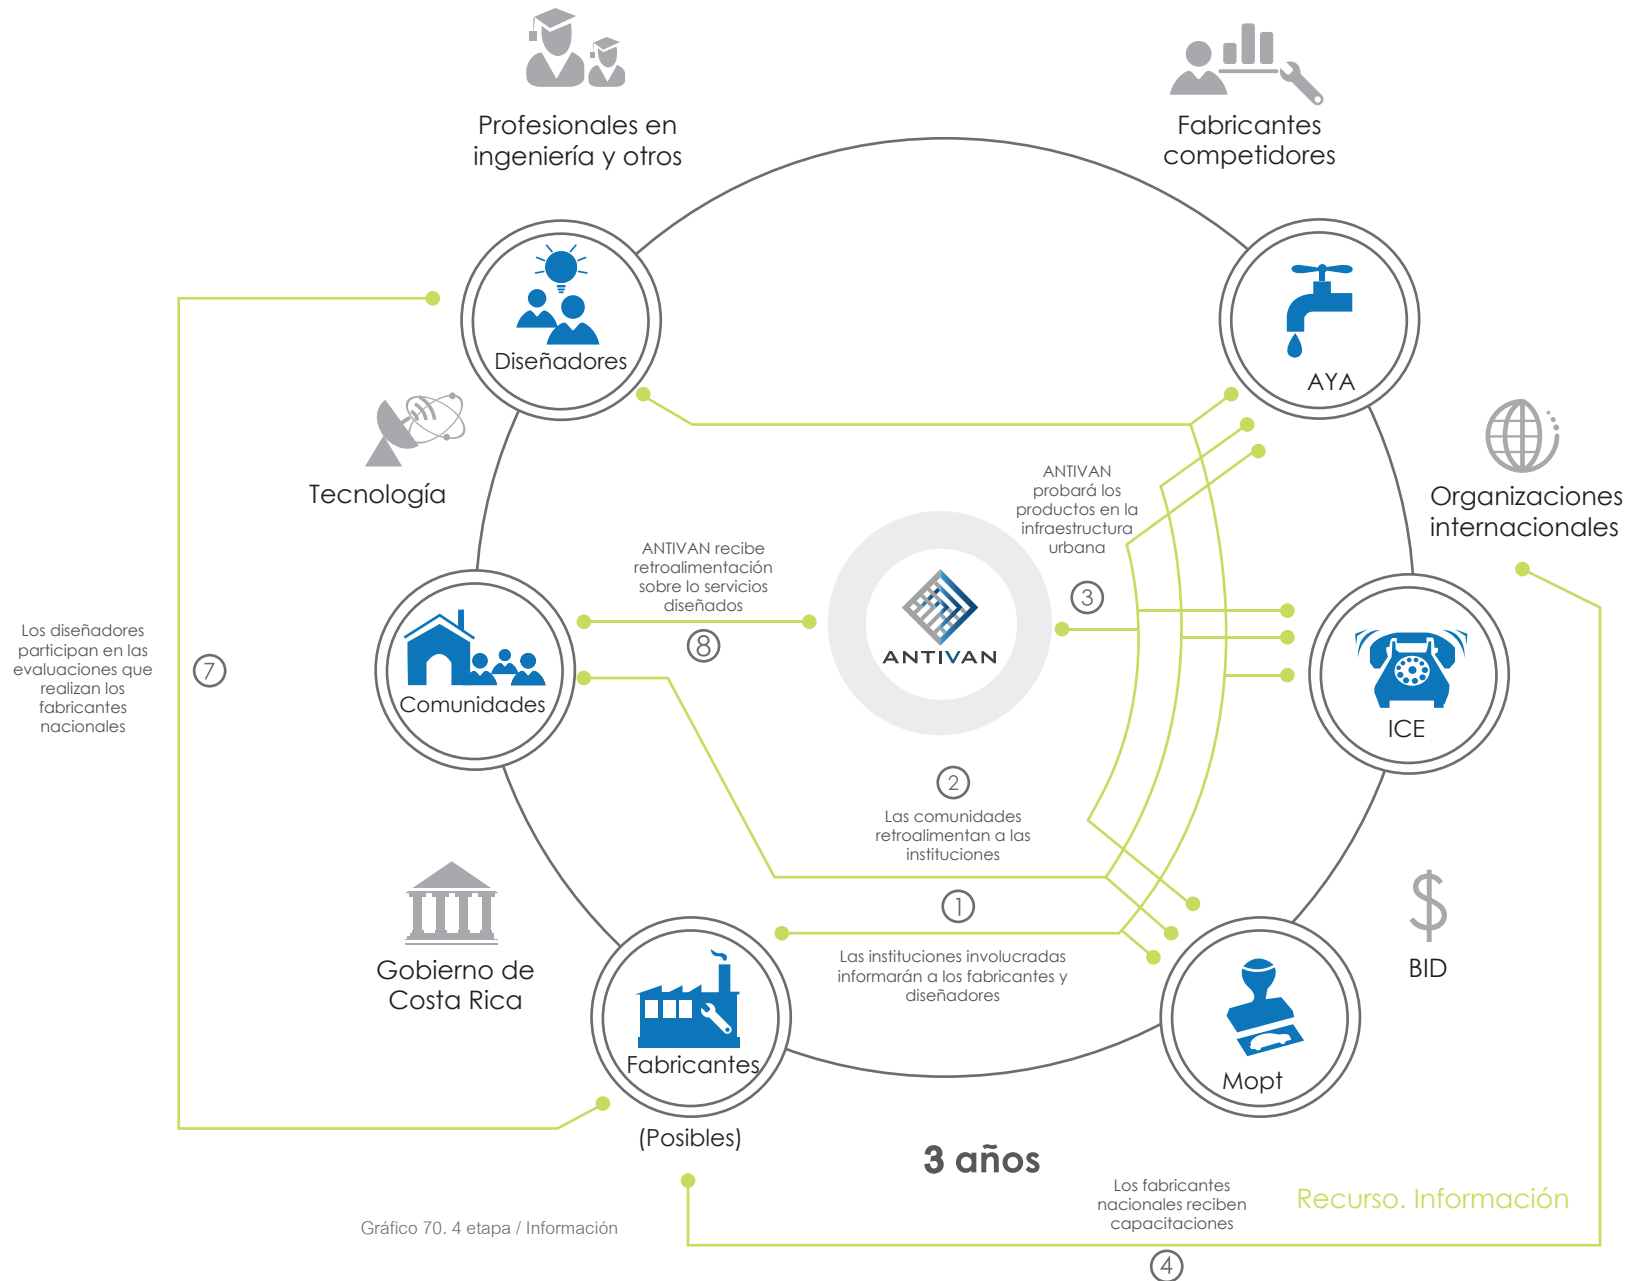 Profesionales en
ingeniería y otros
Fabricantes
competidores
Diseñadores
AYA
Tecnología
Organizaciones
internacionales
ANTIVAN
probará los
productos en la
infraestructura
urbana
3
ANTIVAN recibe
retroalimentación
sobre lo servicios
diseñados
8
ANTIVAN
Los diseñadores
participan en las
evaluaciones que
realizan los
fabricantes
nacionales
7
Comunidades
ICE
2
Las comunidades
retroalimentan a las
instituciones
1
Las instituciones involucradas
informarán a los fabricantes y
diseñadores
Gobierno de
Costa Rica
BID
Fabricantes
(Posibles)
Mopt
3 años
Los fabricantes
nacionales reciben
capacitaciones
4
Recurso. Información
Gráfico 70. 4 etapa / Información